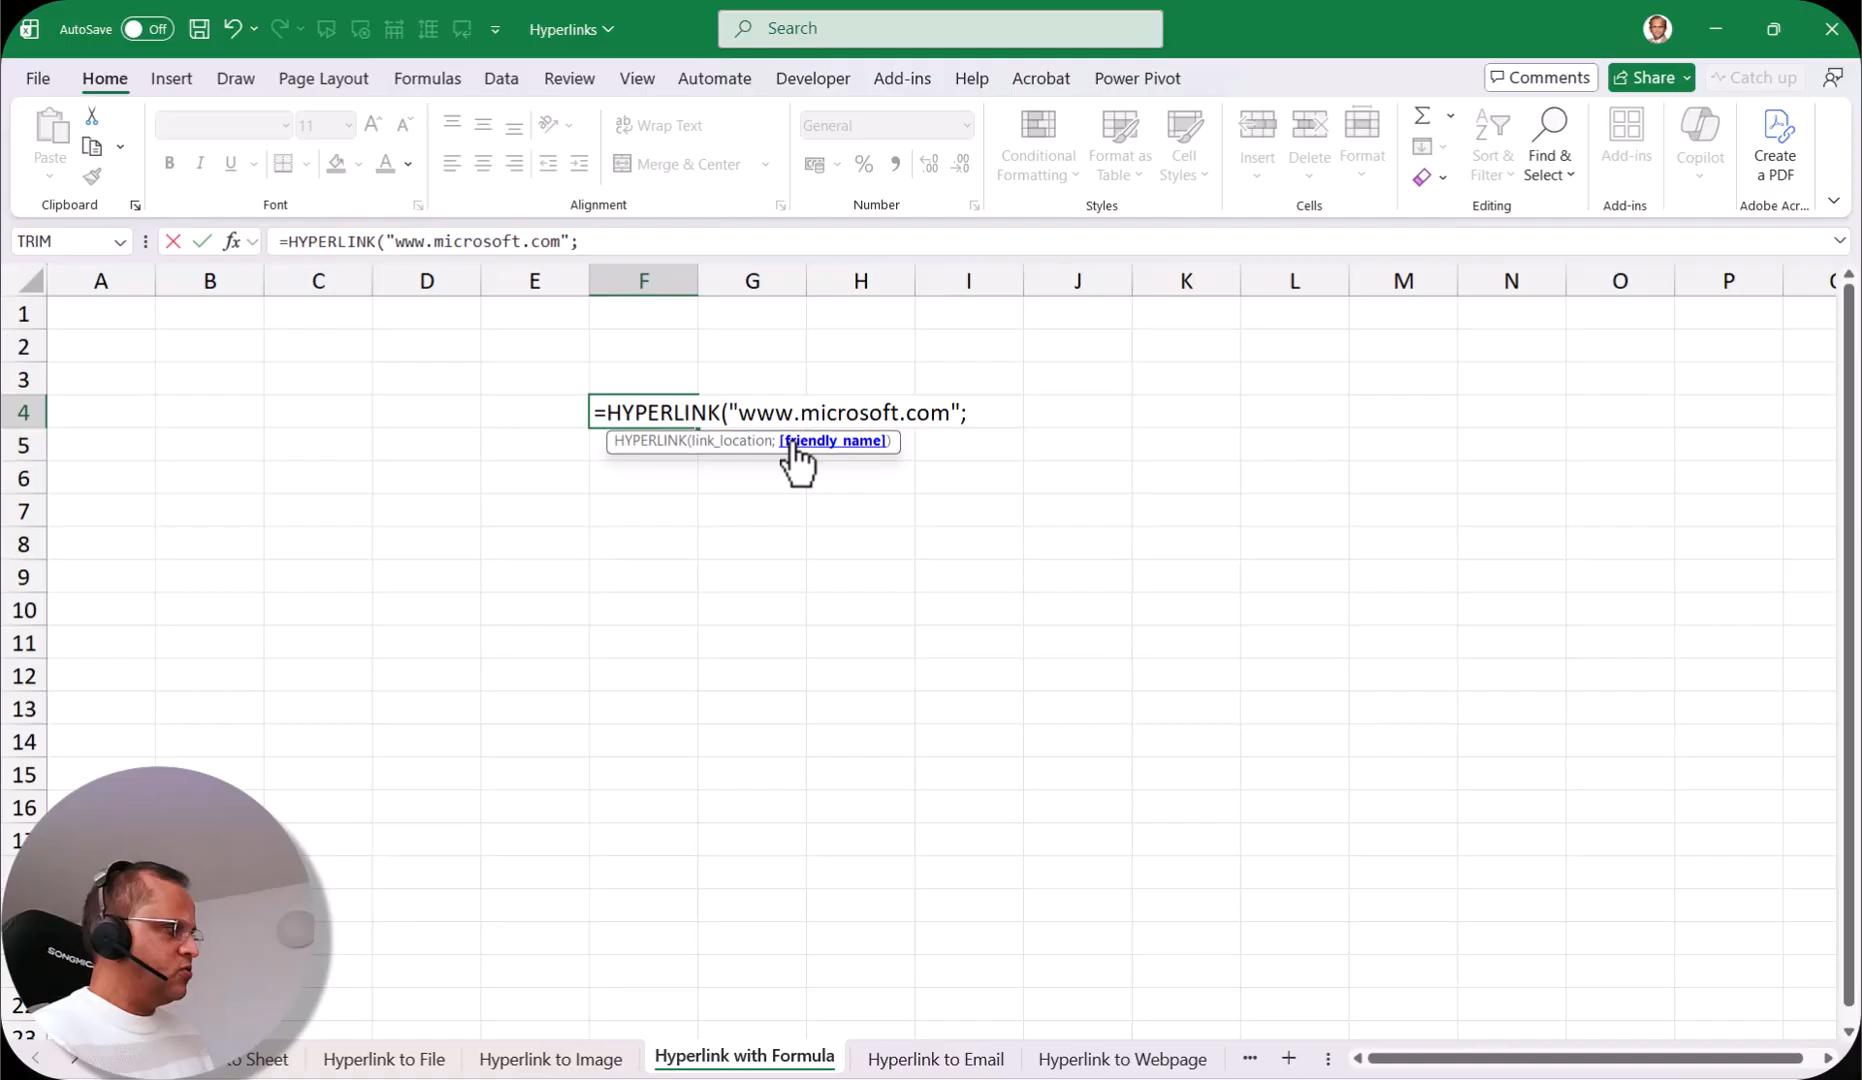 AutoSave Off Hyperlinks Search
File Home Insert Draw Page Layout Formulas Data Review View Automate Developer Add-ins Help Acrobat Power Pivot Comments Share Catch up
Paste
11
Wrap Text
Merge & Center
General
Conditional Formatting
Format as Table
Cell Styles
Insert
Delete
Format
Sort & Filter
Find & Select
Add-ins
Copilot
Create a PDF
Clipboard Font Alignment Number Styles Cells Editing Add-ins Adobe Acr...
TRIM fx =HYPERLINK("www.microsoft.com";
A B C D E F G H I J K L M N O P
1
2
3
4 =HYPERLINK("www.microsoft.com";
HYPERLINK(link_location; [friendly_name])
5
6
7
8
9
10
11
12
13
14
15
16
SONGMIC
23
to Sheet Hyperlink to File Hyperlink to Image Hyperlink with Formula Hyperlink to Email Hyperlink to Webpage ...